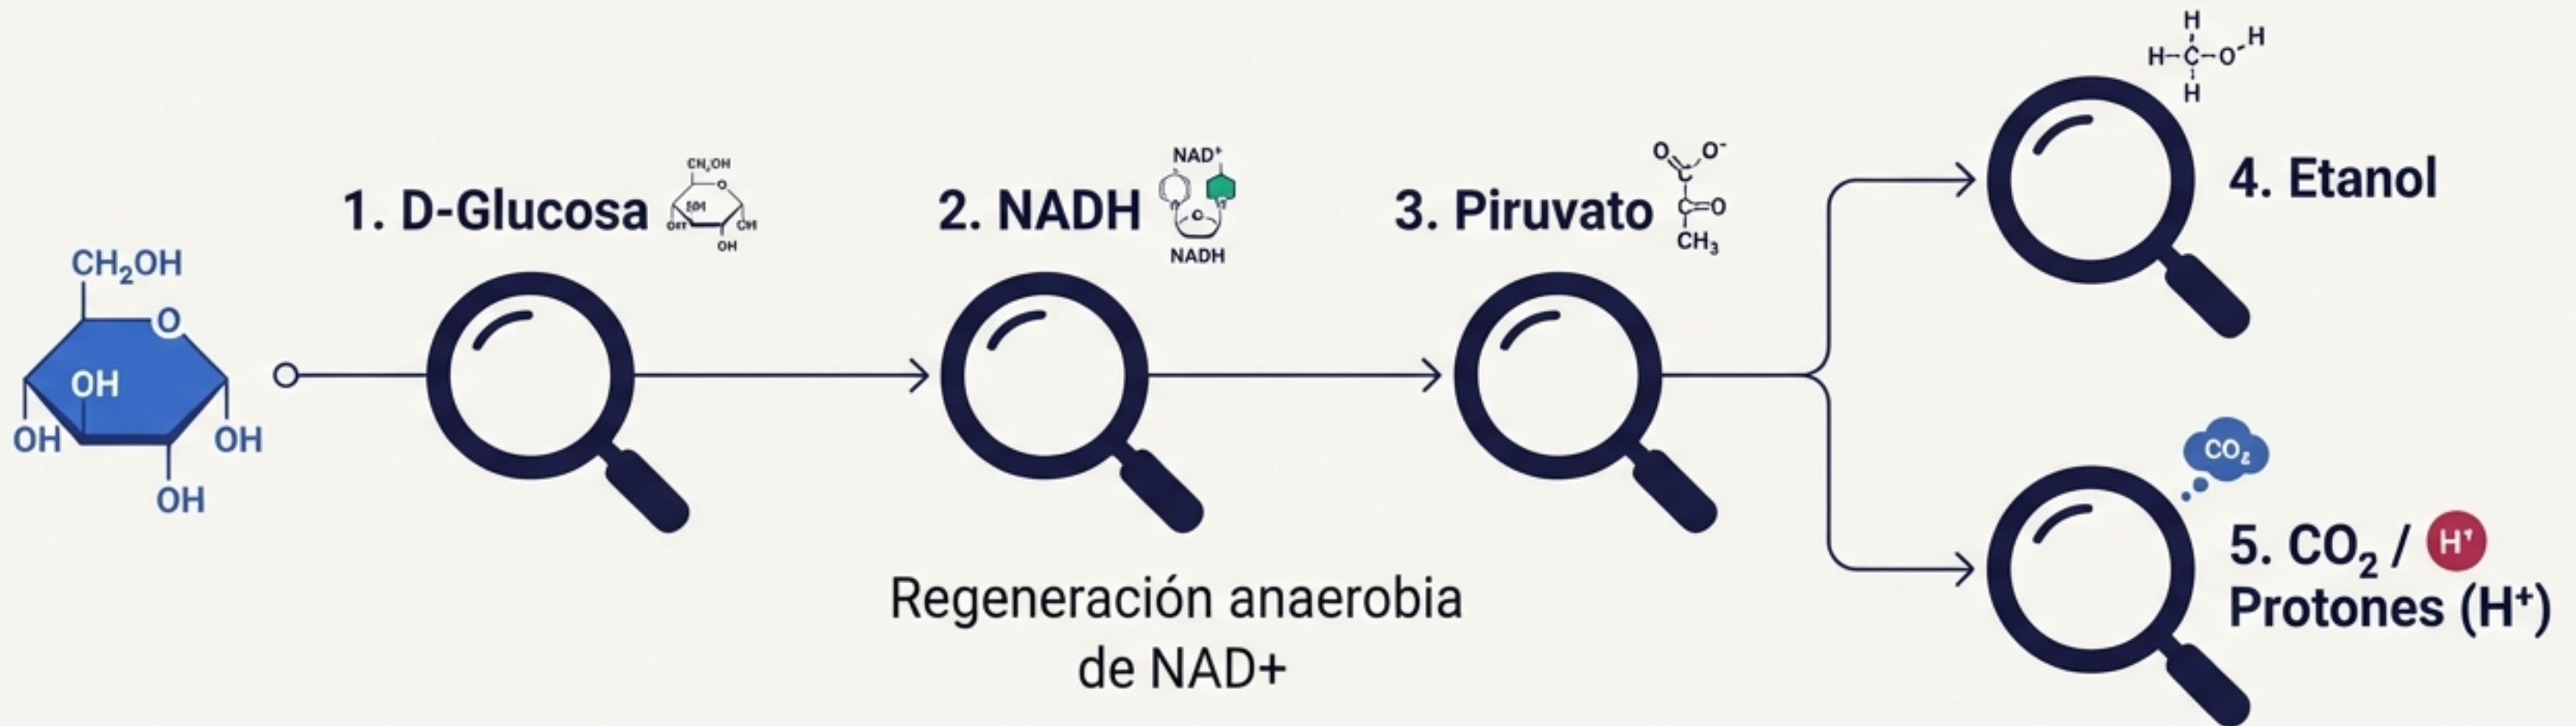 CH₂OH
O
OH
OH
OH
OH
1. D-Glucosa
O
OH
2. NADH
NAD⁺
O
NADH
3. Piruvato
O O⁻
C
C=O
CH₃
H
H-C-O-H
H
4. Etanol
CO₂
5. CO₂ / H⁺
Protones (H⁺)
Regeneración anaerobia
de NAD+